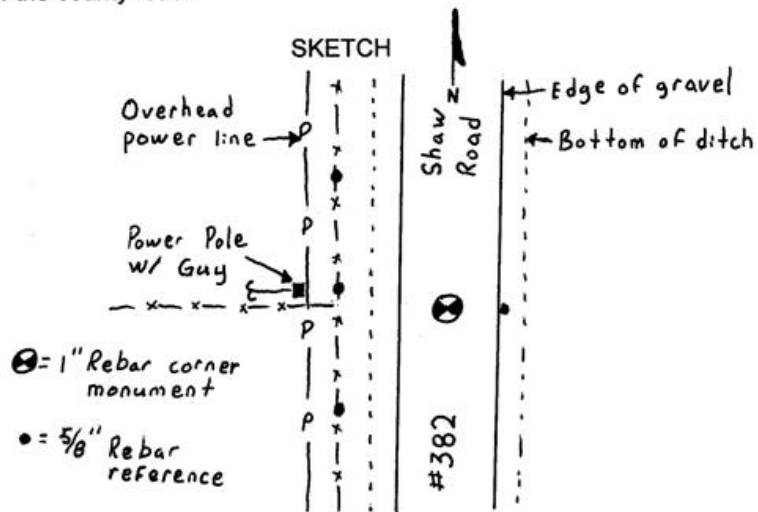 SKETCH
N
Edge of gravel
Overhead
power line
Shaw
Road
Bottom of ditch
P
P
Power Pole
w/ Guy
P
= 1" Rebar corner
monument
P
= 5/8" Rebar
reference
#382